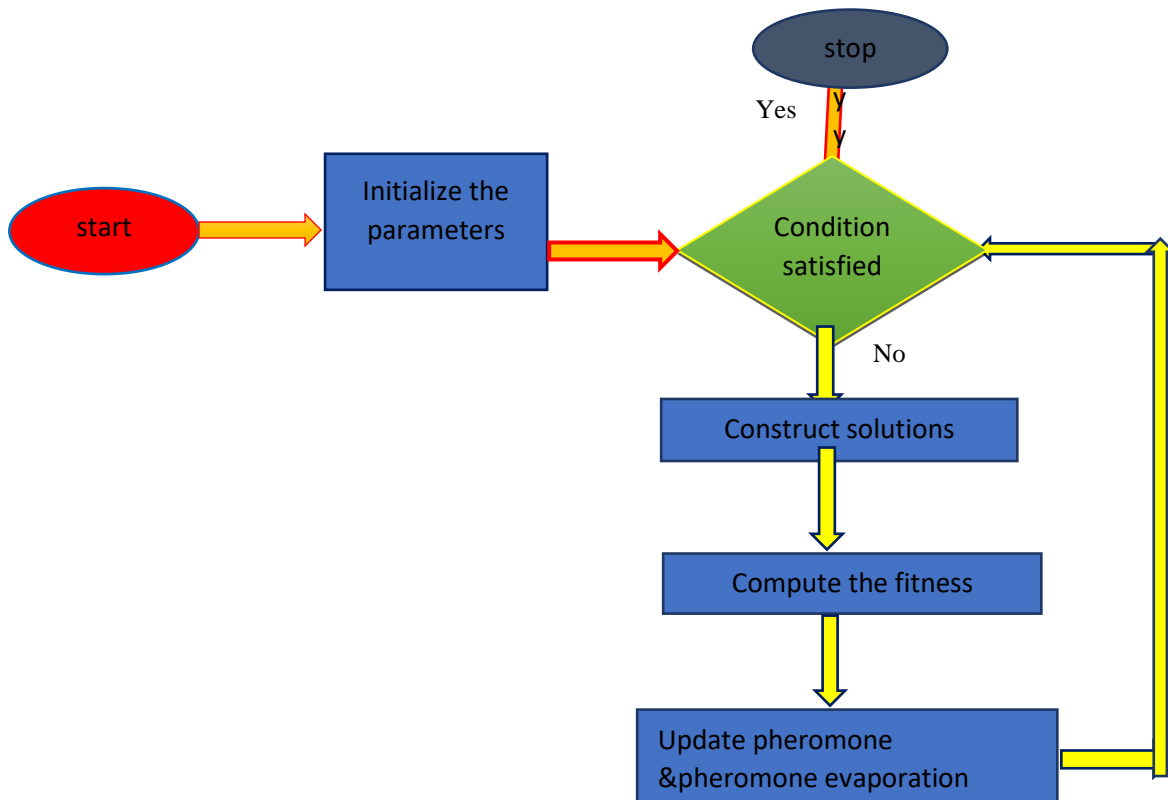 stop
Yes
y
y
start
Initialize the
parameters
Condition
satisfied
No
Construct solutions
Compute the fitness
Update pheromone
&pheromone evaporation